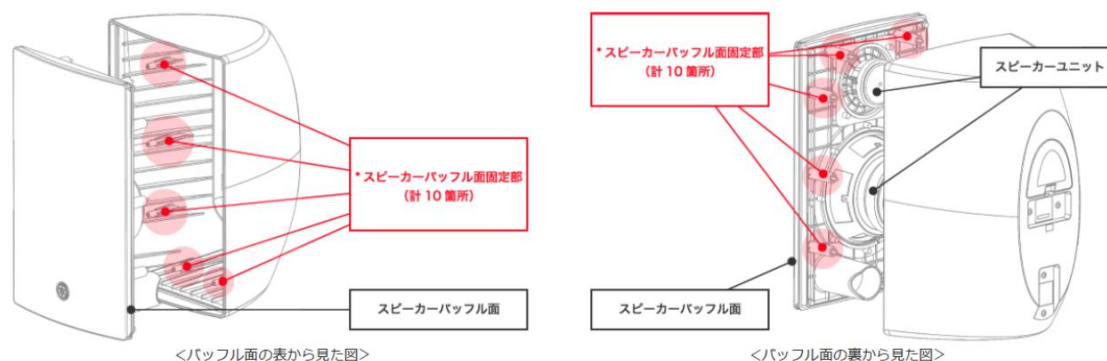 * スピーカーバッフル面固定部
（計 10 箇所）
スピーカーバッフル面
<バッフル面の表から見た図>
* スピーカーバッフル面固定部
（計 10 箇所）
スピーカーユニット
スピーカーバッフル面
<バッフル面の裏から見た図>